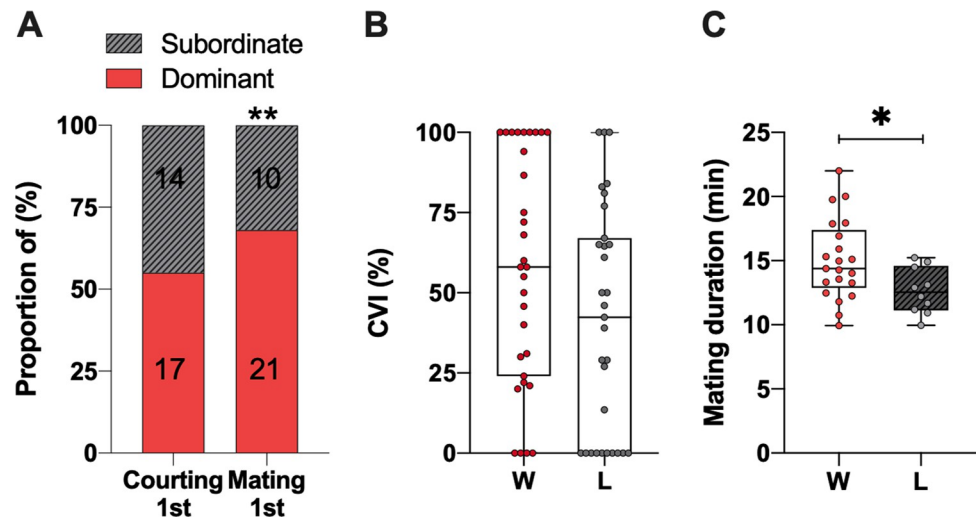 A
Subordinate
Dominant
**
Proportion of (%)
100
75
50
25
0
14
10
17
21
Courting 1st
Mating 1st
B
CVI (%)
100
75
50
25
0
W
L
C
*
Mating duration (min)
25
20
15
10
5
0
W
L